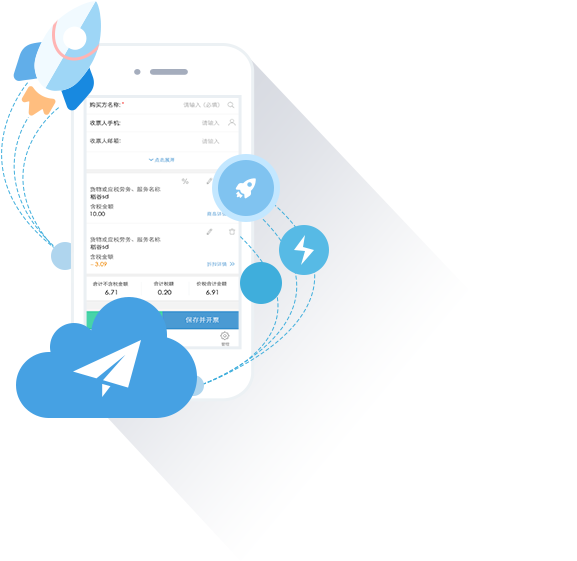 购买方名称: * 请输入 (必填)
收票人手机: 请输入
收票人邮箱: 请输入
点击展开
货物或应税劳务、服务名称
稻谷sd
含税金额
10.00
货物或应税劳务、服务名称
稻谷sd
含税金额
- 3.09
折扣详情
合计不含税金额 合计税额 价税合计金额
6.71 0.20 6.91
保存并开票